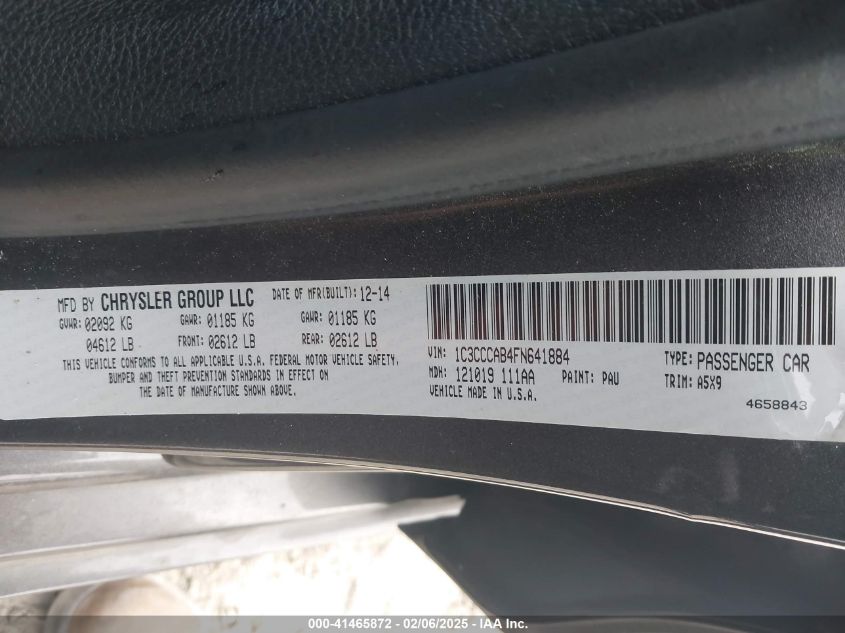 MFD BY CHRYSLER GROUP LLC DATE OF MFR(BUILT): 12-14
GVWR: 02092 KG GAWR: 01185 KG GAWR: 01185 KG
04612 LB FRONT: 02612 LB REAR: 02612 LB
THIS VEHICLE CONFORMS TO ALL APPLICABLE U.S.A. FEDERAL MOTOR VEHICLE SAFETY,
BUMPER AND THEFT PREVENTION STANDARDS IN EFFECT ON
THE DATE OF MANUFACTURE SHOWN ABOVE.
VIN: 1C3CCCAB4FN641884 TYPE: PASSENGER CAR
MDH: 121019 111AA PAINT: PAU TRIM: A5X9
VEHICLE MADE IN U.S.A.
4658843
000-41465872 - 02/06/2025 - IAA Inc.